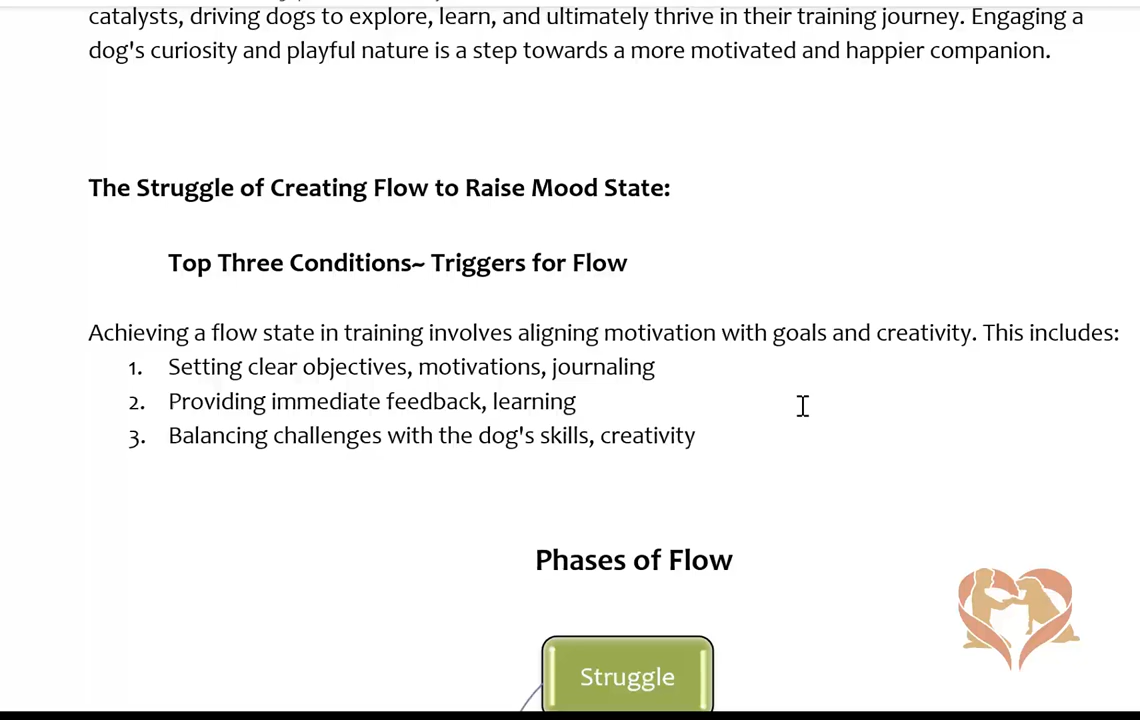 catalysts, driving dogs to explore, learn, and ultimately thrive in their training journey. Engaging a
dog's curiosity and playful nature is a step towards a more motivated and happier companion.
The Struggle of Creating Flow to Raise Mood State:
Top Three Conditions~ Triggers for Flow
Achieving a flow state in training involves aligning motivation with goals and creativity. This includes:
1. Setting clear objectives, motivations, journaling
2. Providing immediate feedback, learning
3. Balancing challenges with the dog's skills, creativity
Phases of Flow
Struggle